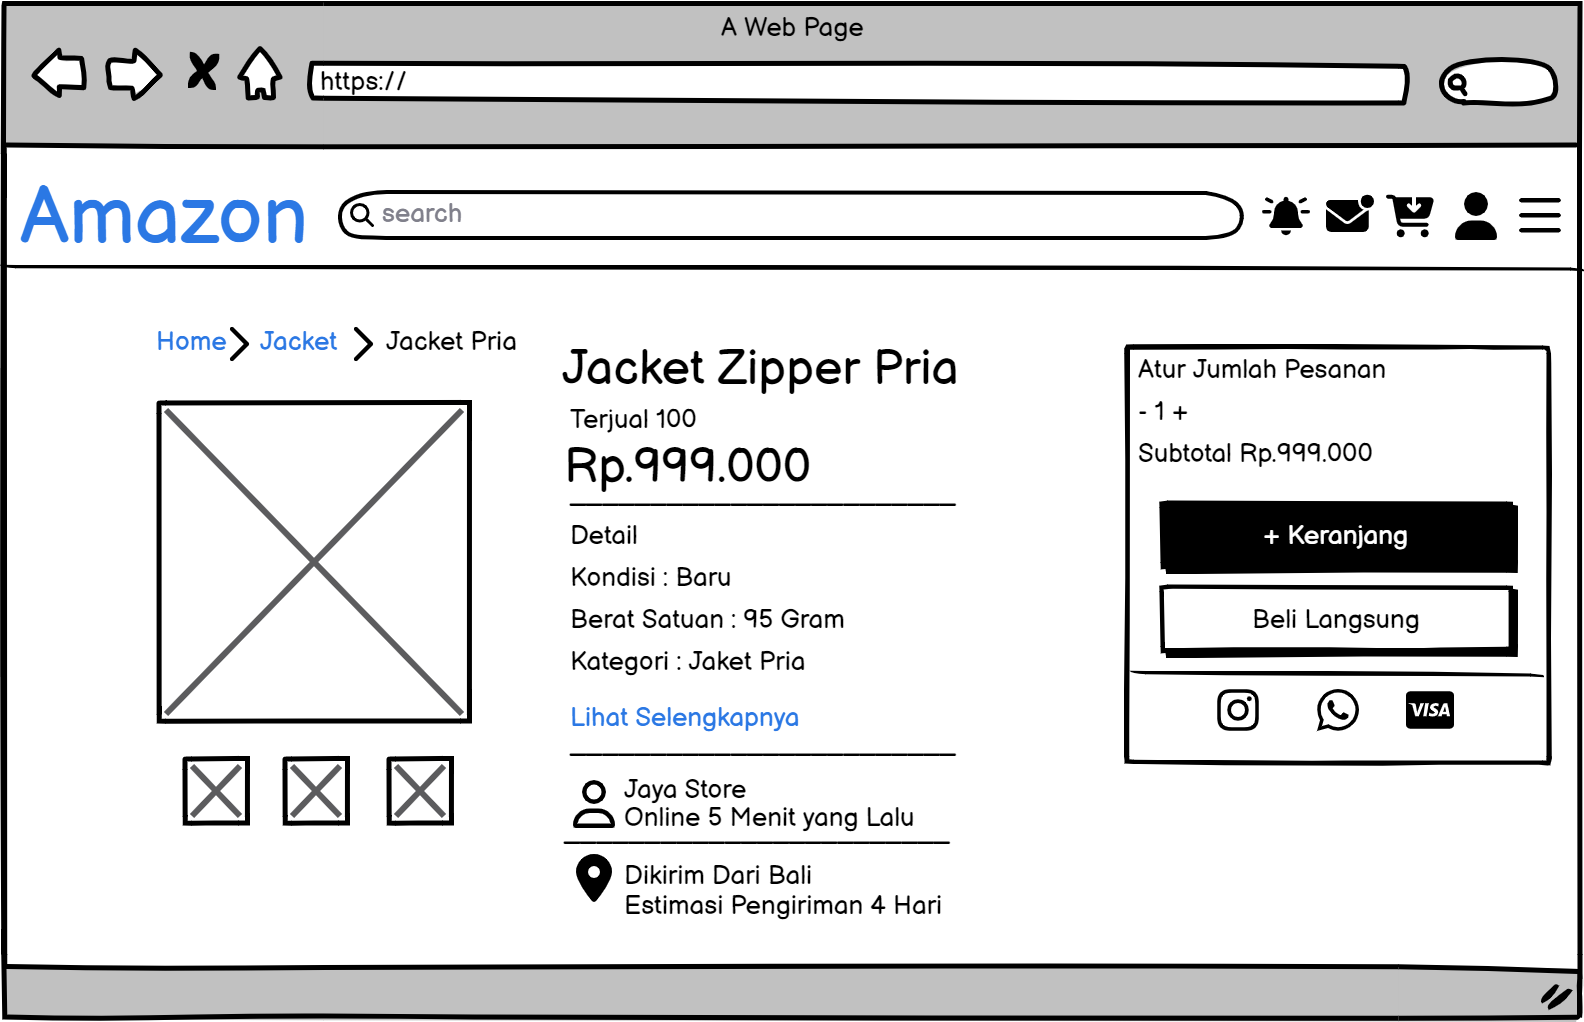 A Web Page
https://
Amazon
search
Home Jacket Jacket Pria
Jacket Zipper Pria
Terjual 100
Rp.999.000
Detail
Kondisi : Baru
Berat Satuan : 95 Gram
Kategori : Jaket Pria
Lihat Selengkapnya
Jaya Store
Online 5 Menit yang Lalu
Dikirim Dari Bali
Estimasi Pengiriman 4 Hari
Atur Jumlah Pesanan
- 1 +
Subtotal Rp.999.000
+ Keranjang
Beli Langsung
VISA